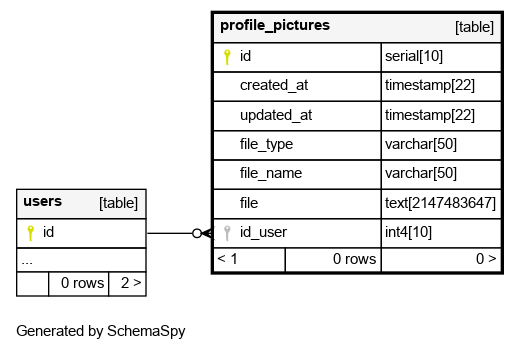 profile_pictures [table]
id serial[10]
created_at timestamp[22]
updated_at timestamp[22]
file_type varchar[50]
file_name varchar[50]
file text[2147483647]
id_user int4[10]
< 1 0 rows 0 >
users [table]
id
...
0 rows 2 >
Generated by SchemaSpy